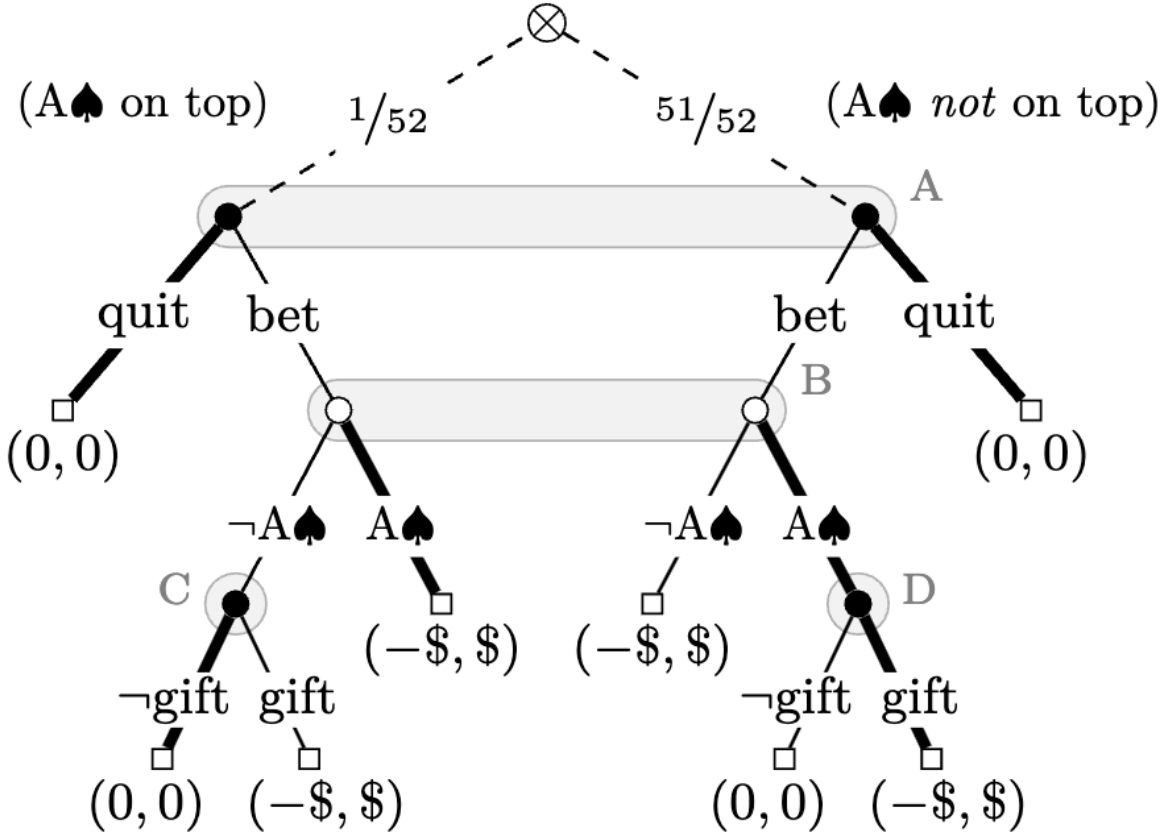 (A♠ on top) 1/52 51/52 (A♠ not on top)
A
quit bet bet quit
B
(0, 0) (0, 0)
¬A♠ A♠ ¬A♠ A♠
C D
(−$, $) (−$, $)
¬gift gift ¬gift gift
(0, 0) (−$, $) (0, 0) (−$, $)